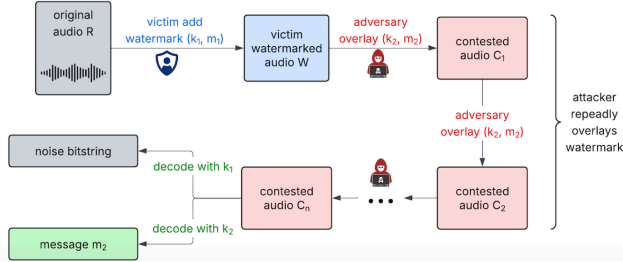 original
audio R
victim add
watermark (k₁, m₁)
victim
watermarked
audio W
adversary
overlay (k₂, m₂)
contested
audio C₁
adversary
overlay (k₂, m₂)
attacker
repeadly
overlays
watermark
contested
audio C₂
contested
audio Cₙ
decode with k₁
noise bitstring
decode with k₂
message m₂